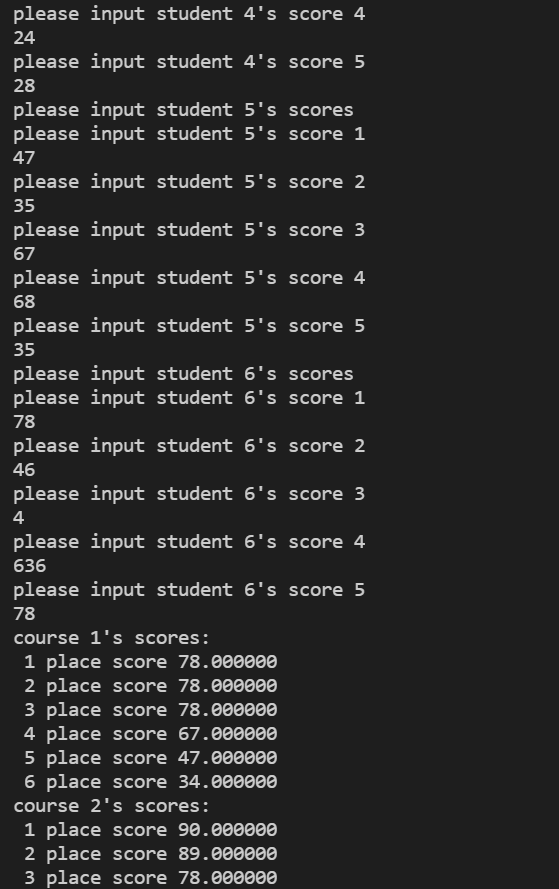 please input student 4's score 4
24
please input student 4's score 5
28
please input student 5's scores
please input student 5's score 1
47
please input student 5's score 2
35
please input student 5's score 3
67
please input student 5's score 4
68
please input student 5's score 5
35
please input student 6's scores
please input student 6's score 1
78
please input student 6's score 2
46
please input student 6's score 3
4
please input student 6's score 4
636
please input student 6's score 5
78
course 1's scores:
1 place score 78.000000
2 place score 78.000000
3 place score 78.000000
4 place score 67.000000
5 place score 47.000000
6 place score 34.000000
course 2's scores:
1 place score 90.000000
2 place score 89.000000
3 place score 78.000000